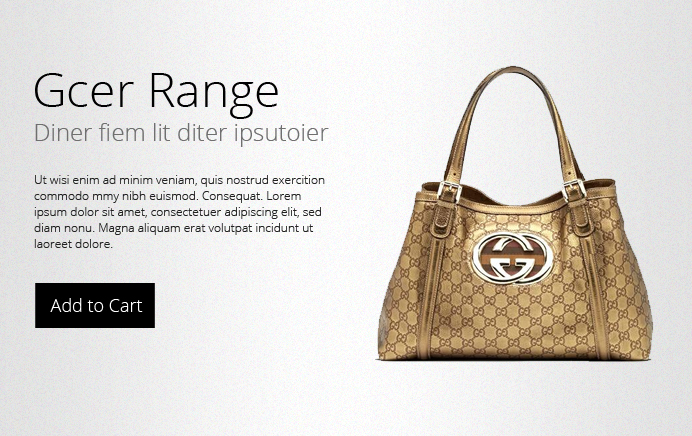 Gcer Range
Diner fiem lit diter ipsutoier
Ut wisi enim ad minim veniam, quis nostrud exercition
commodo mmy nibh euismod. Consequat. Lorem
ipsum dolor sit amet, consectetuer adipiscing elit, sed
diam nonu. Magna aliquam erat volutpat incidunt ut
laoreet dolore.
Add to Cart